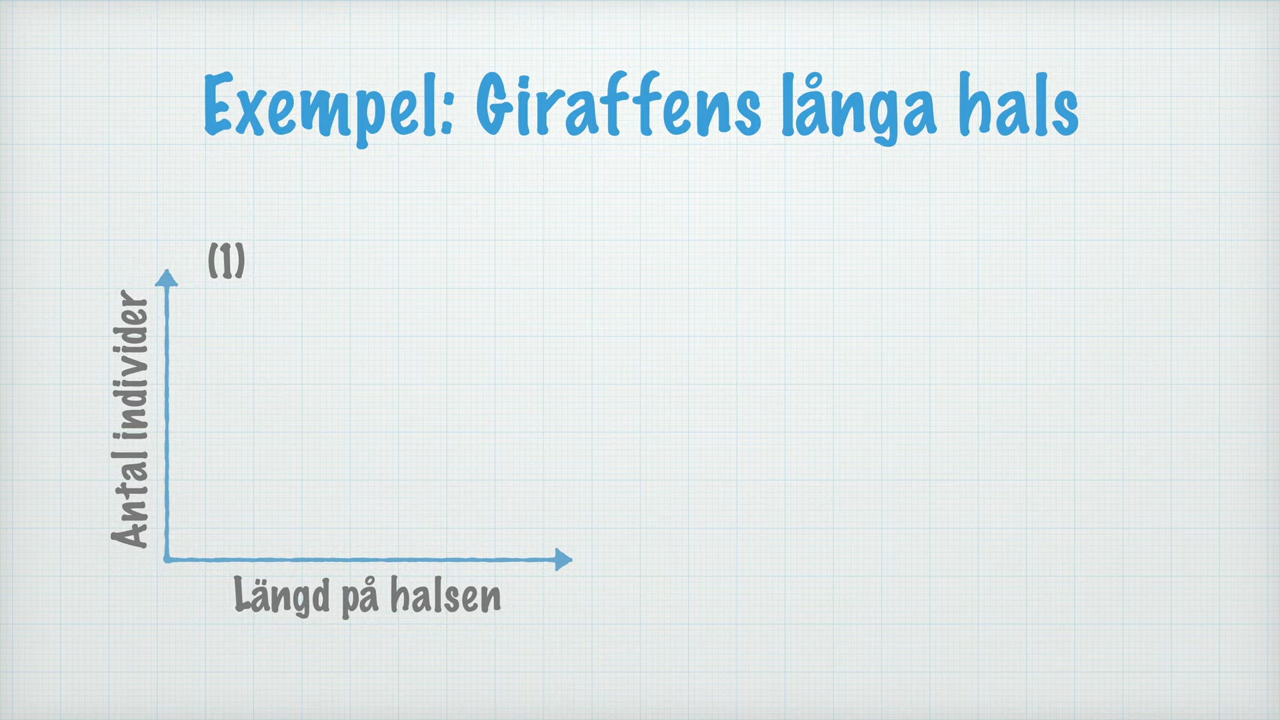 Exempel: Giraffens långa hals
(1)
Antal individer
Längd på halsen